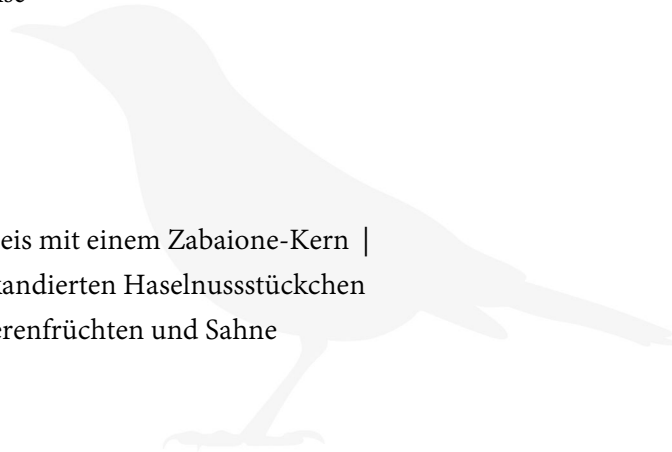 eis mit einem Zabaione-Kern |
kandierten Haselnussstückchen
erenfrüchten und Sahne